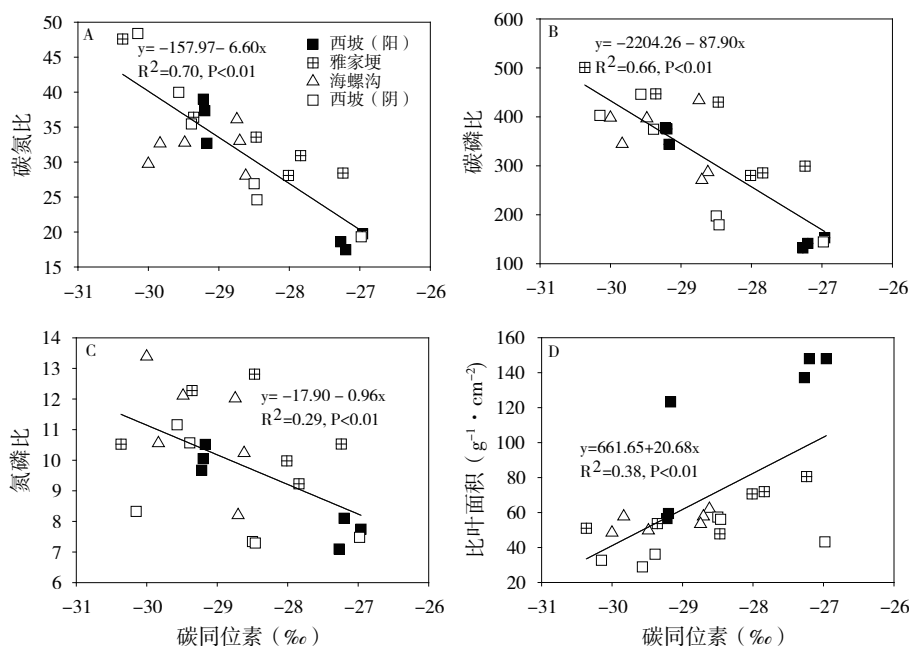 A
y= −157.97−6.60x
R2=0.70, P<0.01
西坡（阳）
雅家埂
海螺沟
西坡（阴）
碳氮比
50
45
40
35
30
25
20
15
−31
−30
−29
−28
−27
−26
B
y= −2204.26−87.90x
R2=0.66, P<0.01
碳磷比
600
500
400
300
200
100
−31
−30
−29
−28
−27
−26
C
y= −17.90−0.96x
R2=0.29, P<0.01
氮磷比
14
13
12
11
10
9
8
7
6
−31
−30
−29
−28
−27
−26
碳同位素（‰）
D
y=661.65+20.68x
R2=0.38, P<0.01
比叶面积（g−1·cm−2）
160
140
120
100
80
60
40
20
−31
−30
−29
−28
−27
−26
碳同位素（‰）